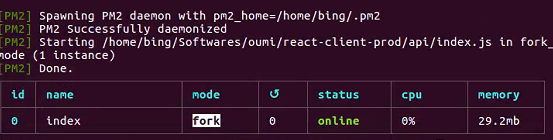 [PM2] Spawning PM2 daemon with pm2_home=/home/bing/.pm2
[PM2] PM2 Successfully daemonized
[PM2] Starting /home/bing/Softwares/oumi/react-client-prod/api/index.js in fork_
mode (1 instance)
[PM2] Done.
id name mode ↺ status cpu memory
0 index fork 0 online 0% 29.2mb